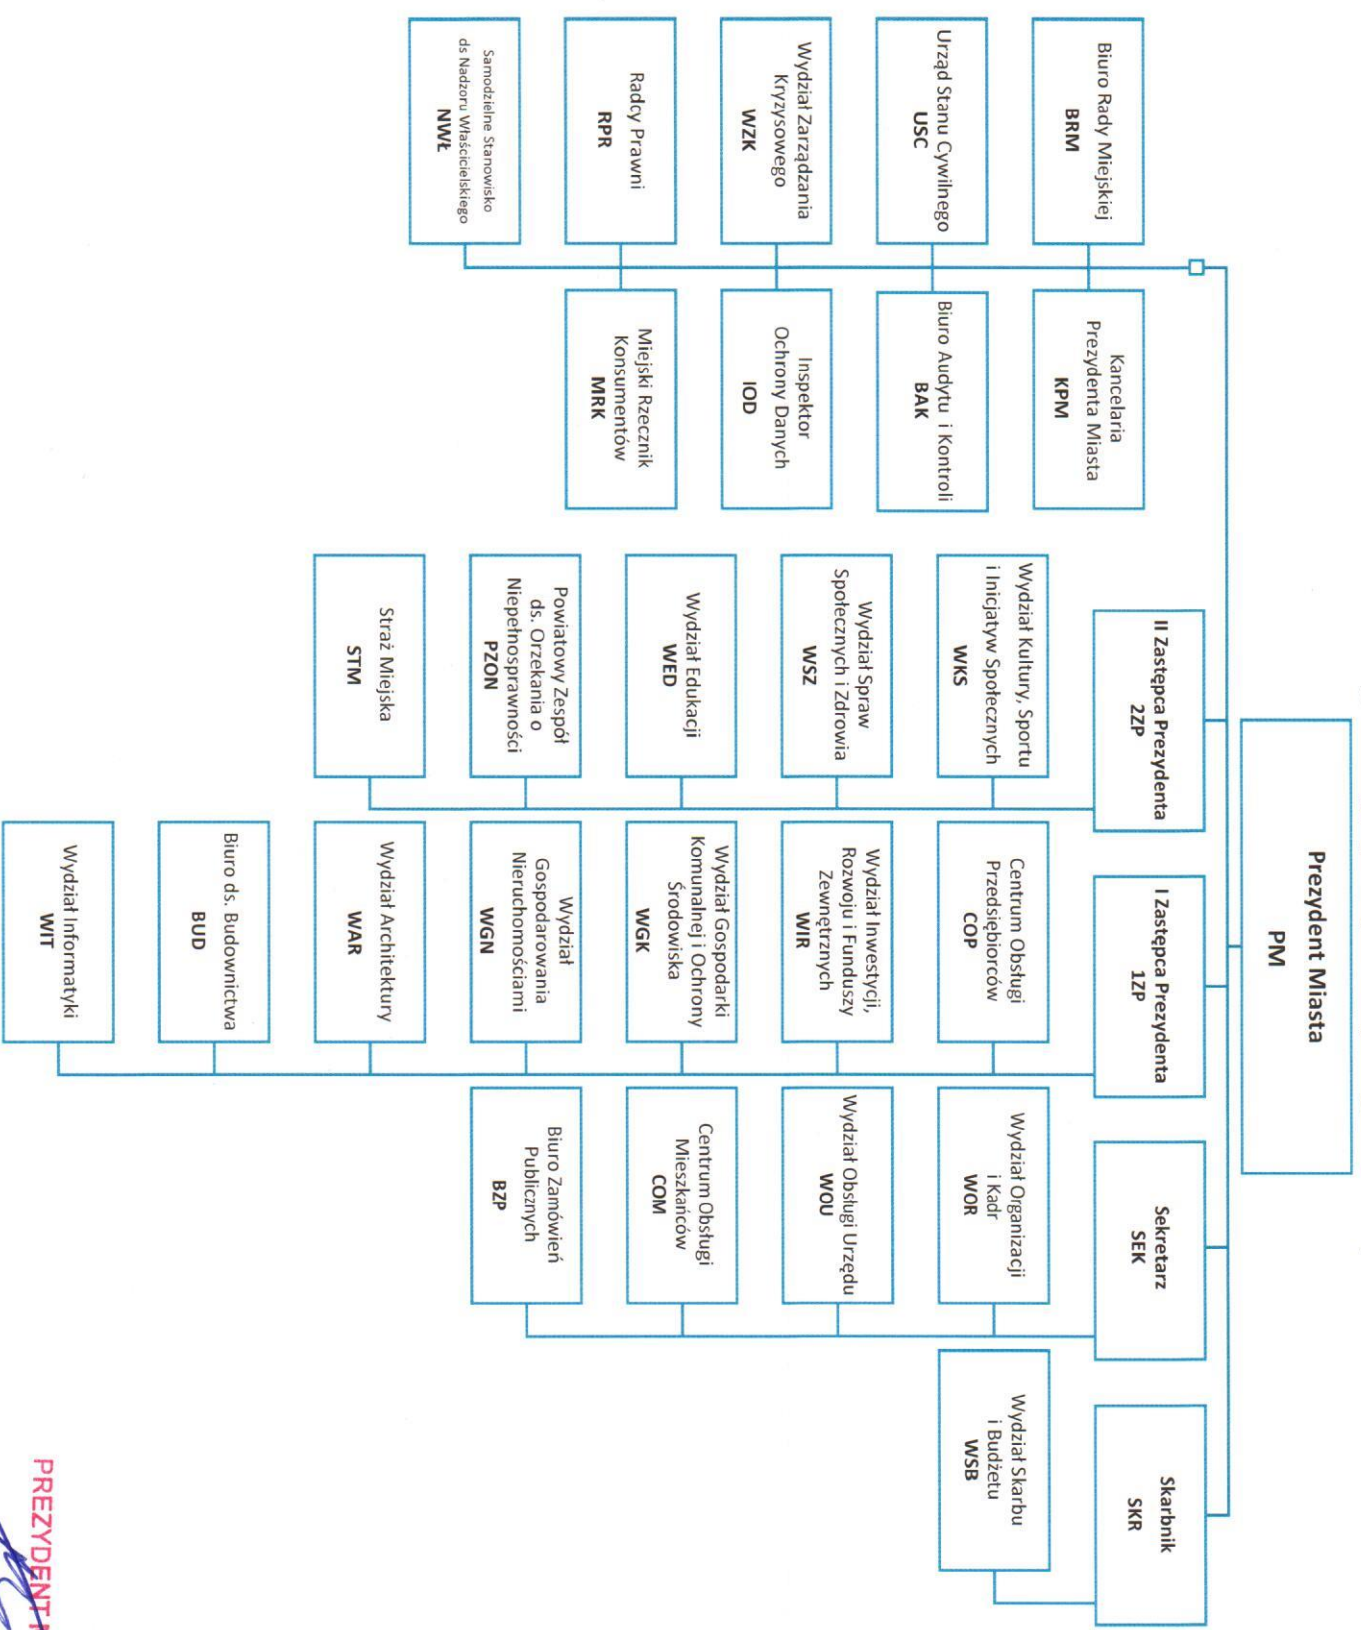 Prezydent Miasta
PM
II Zastępca Prezydenta
2ZP
I Zastępca Prezydenta
1ZP
Sekretarz
SEK
Skarbnik
SKR
Biuro Rady Miejskiej
BRM
Kancelaria
Prezydenta Miasta
KPM
Urząd Stanu Cywilnego
USC
Biuro Audytu i Kontroli
BAK
Wydział Zarządzania
Kryzysowego
WZK
Inspektor
Ochrony Danych
IOD
Radcy Prawni
RPR
Miejski Rzecznik
Konsumentów
MRK
Samodzielne Stanowisko
ds Nadzoru Właścicielskiego
NWŁ
Wydział Kultury, Sportu
i Inicjatyw Społecznych
WKS
Wydział Spraw
Społecznych i Zdrowia
WSZ
Wydział Edukacji
WED
Powiatowy Zespół
ds. Orzekania o
Niepełnosprawności
PZON
Straż Miejska
STM
Centrum Obsługi
Przedsiębiorców
COP
Wydział Inwestycji,
Rozwoju i Funduszy
Zewnętrznych
WIR
Wydział Gospodarki
Komunalnej i Ochrony
Środowiska
WGK
Wydział
Gospodarowania
Nieruchomościami
WGN
Wydział Architektury
WAR
Biuro ds. Budownictwa
BUD
Wydział Informatyki
WIT
Wydział Organizacji
i Kadr
WOR
Wydział Obsługi Urzędu
WOU
Centrum Obsługi
Mieszkańców
COM
Biuro Zamówień
Publicznych
BZP
Wydział Skarbu
i Budżetu
WSB
PREZYDENT